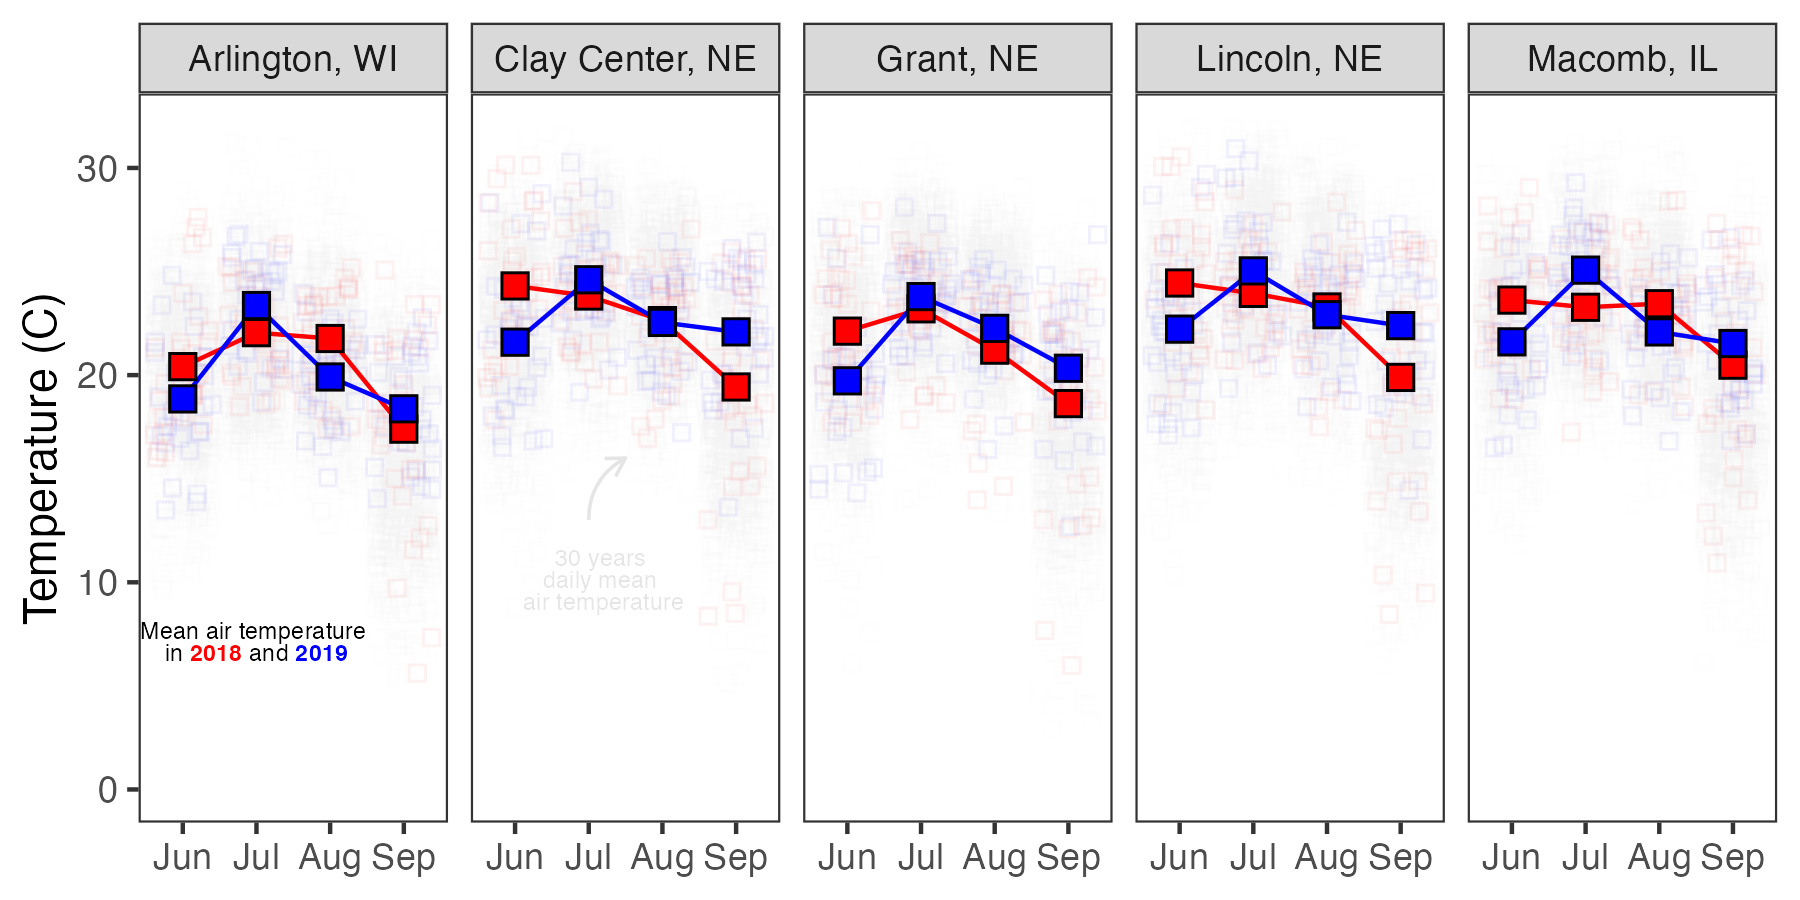 Arlington, WI
Clay Center, NE
Grant, NE
Lincoln, NE
Macomb, IL
Temperature (C)
30
20
10
0
Mean air temperature
in 2018 and 2019
30 years
daily mean
air temperature
Jun Jul Aug Sep
Jun Jul Aug Sep
Jun Jul Aug Sep
Jun Jul Aug Sep
Jun Jul Aug Sep